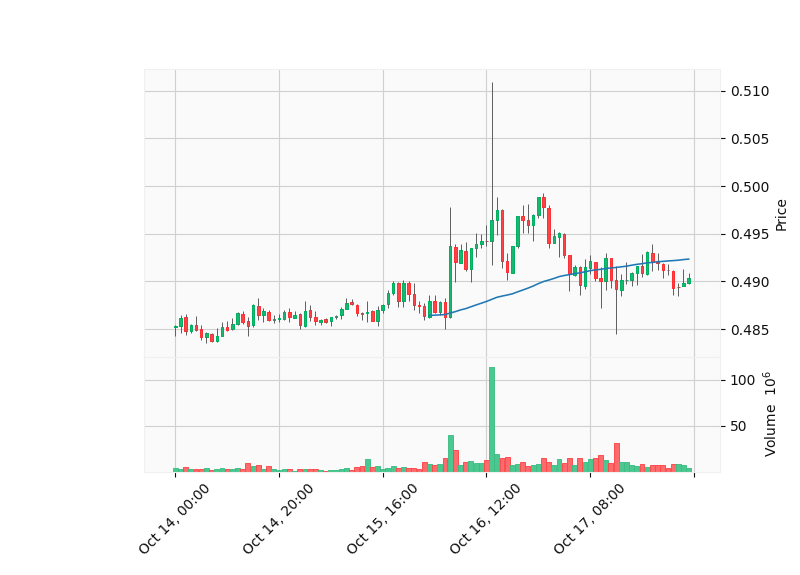 0.510
0.505
0.500
0.495
0.490
0.485
Price
100
50
Volume 10^6
Oct 14, 00:00
Oct 14, 20:00
Oct 15, 16:00
Oct 16, 12:00
Oct 17, 08:00